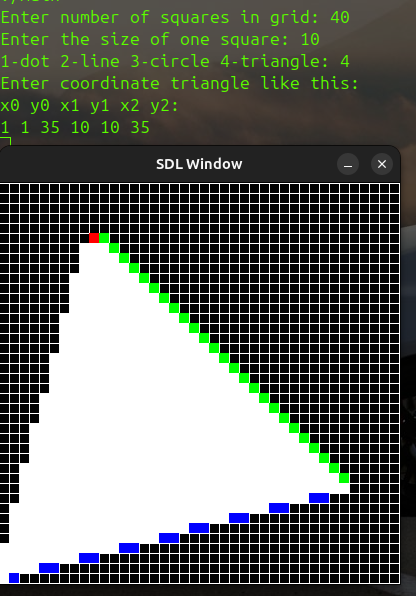 Enter number of squares in grid: 40
Enter the size of one square: 10
1-dot 2-line 3-circle 4-triangle: 4
Enter coordinate triangle like this:
x0 y0 x1 y1 x2 y2:
1 1 35 10 10 35
SDL Window